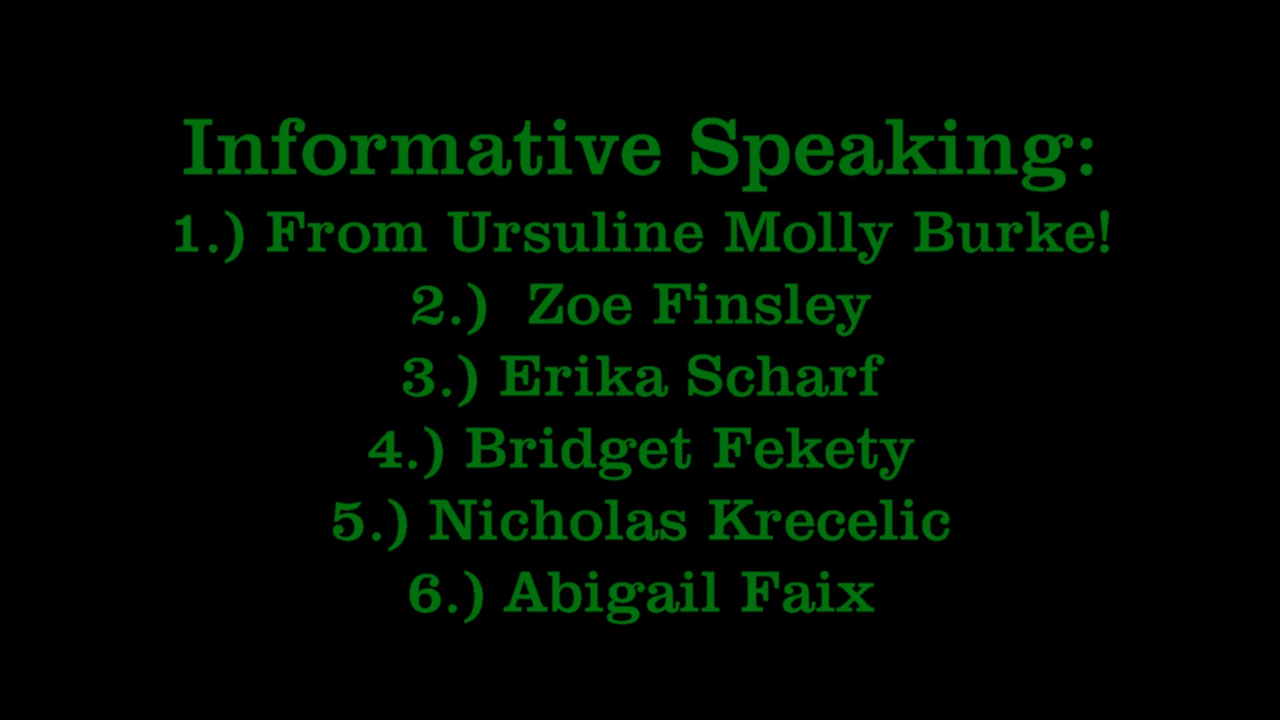 Informative Speaking:
1.) From Ursuline Molly Burke!
2.)  Zoe Finsley
3.) Erika Scharf
4.) Bridget Fekety
5.) Nicholas Krecelic
6.) Abigail Faix